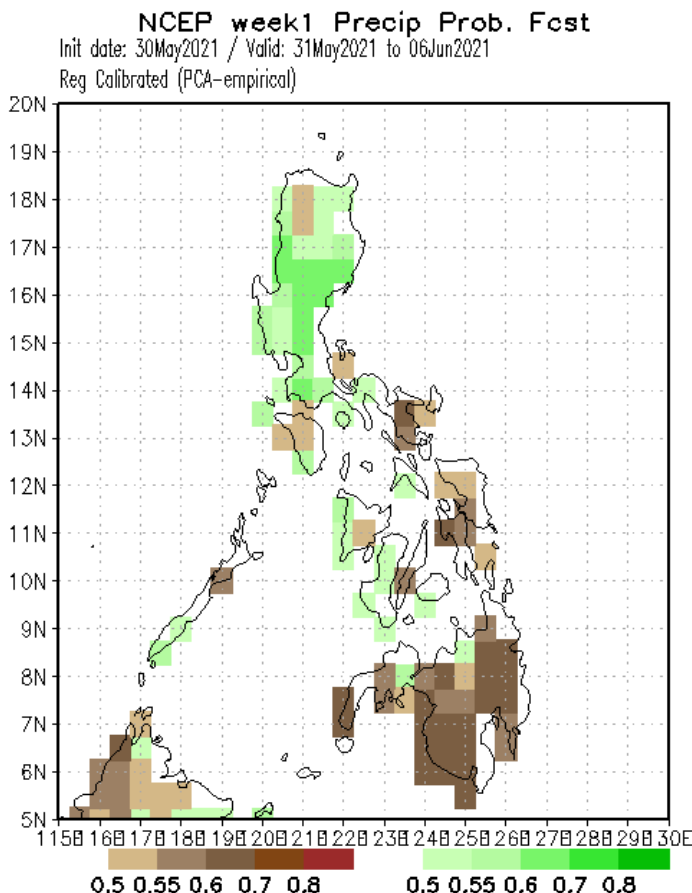 NCEP week1 Precip Prob. Fcst
Init date: 30May2021 / Valid: 31May2021 to 06Jun2021
Reg Calibrated (PCA-empirical)
20N
19N
18N
17N
16N
15N
14N
13N
12N
11N
10N
9N
8N
7N
6N
5N
115E 116E 117E 118E 119E 120E 121E 122E 123E 124E 125E 126E 127E 128E 129E 130E
0.5 0.55 0.6 0.7 0.8 0.5 0.55 0.6 0.7 0.8